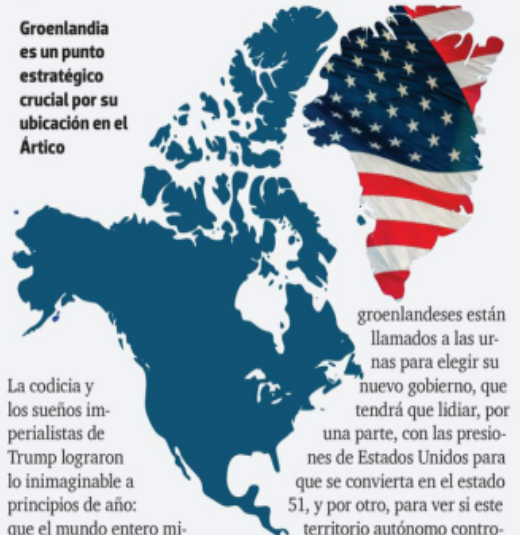 Groenlandia
es un punto
estratégico
crucial por su
ubicación en el
Ártico
La codicia y
los sueños im-
perialistas de
Trump lograron
lo inimaginable a
principios de año:
que el mundo entero mi-
groenlandeses están
llamados a las ur-
nas para elegir su
nuevo gobierno, que
tendrá que lidiar, por
una parte, con las presio-
nes de Estados Unidos para
que se convierta en el estado
51, y por otro, para ver si este
territorio autónomo contro-